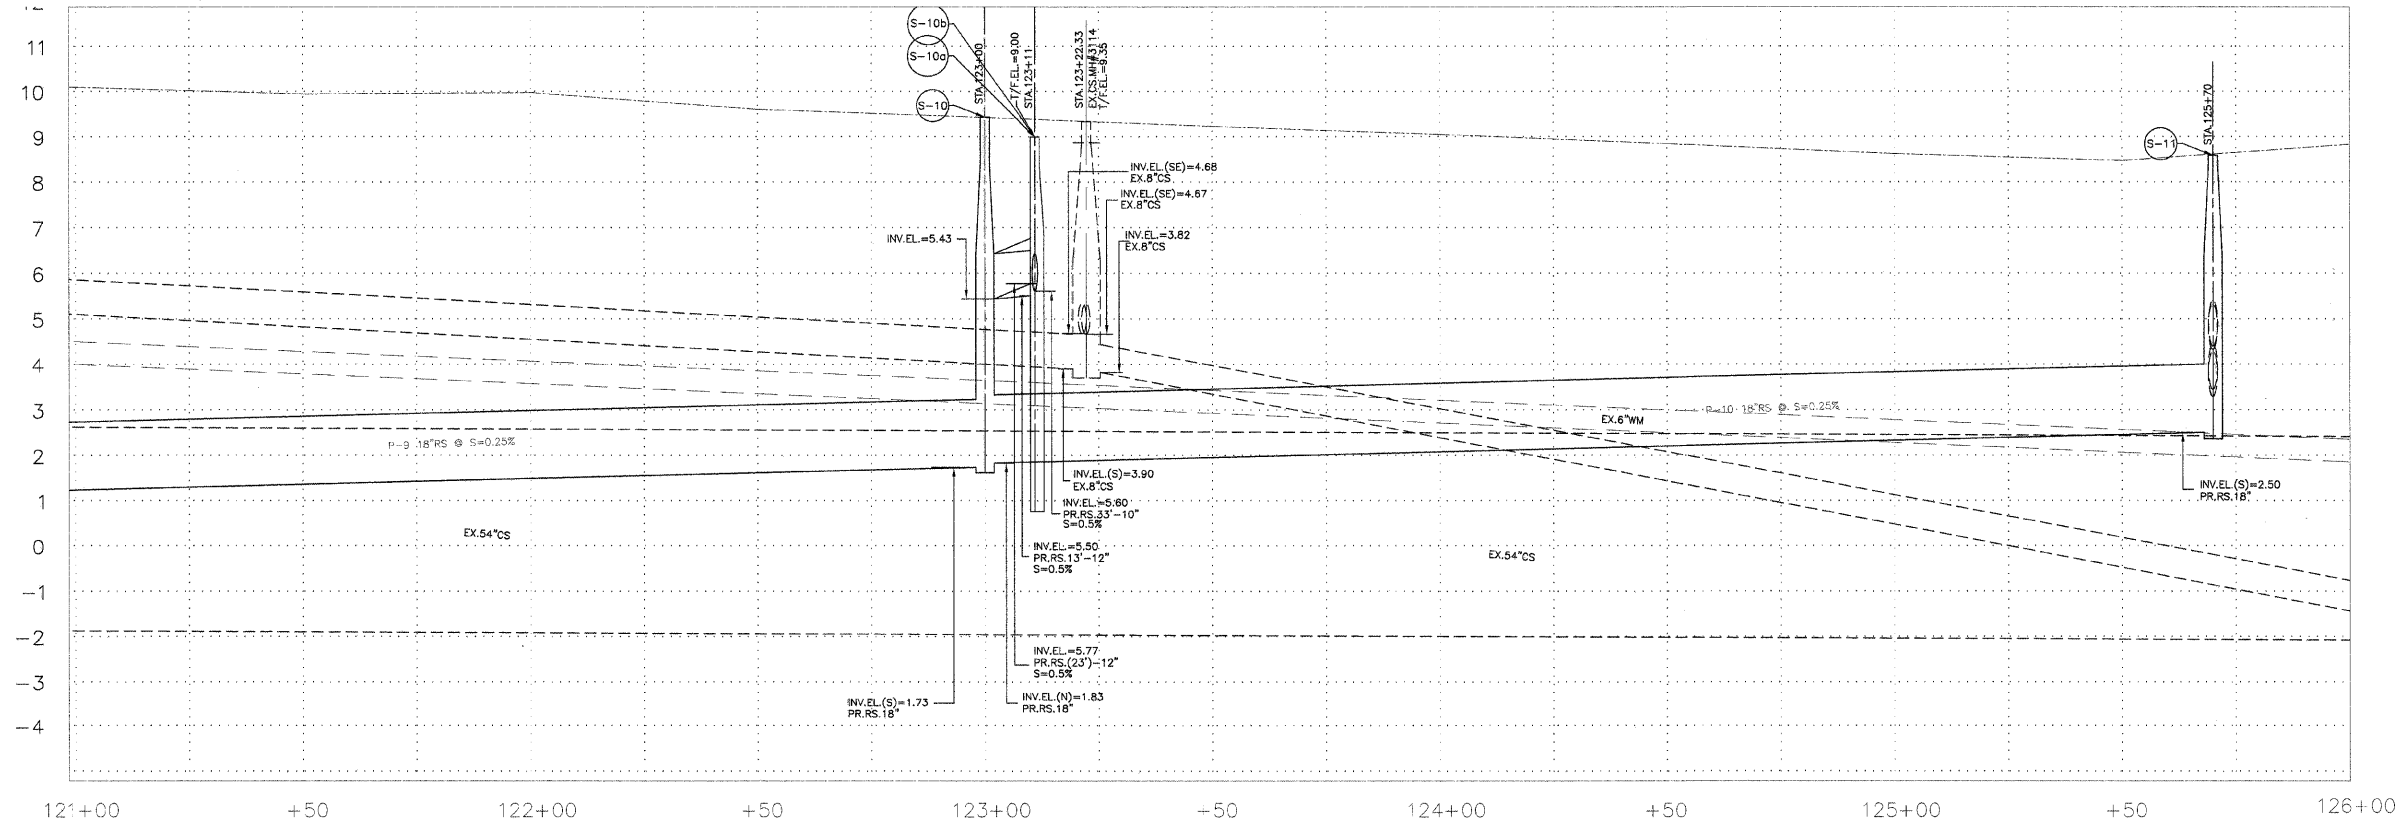 12
11
10
9
8
7
6
5
4
3
2
1
0
-1
-2
-3
-4
S-10b
S-10a
S-10
STA.123+00
T/F.EL.=9.00
STA.123+11
STA.123+22.33
EX.CS.MH#3114
T/F.EL.=9.35
S-11
STA.125+70
INV.EL.(SE)=4.68
EX.8"CS
INV.EL.(SE)=4.67
EX.8"CS
INV.EL.=5.43
INV.EL.=3.82
EX.8"CS
P-9 18"RS @ S=0.25%
P-10 18"RS @ S=0.25%
EX.6"WM
INV.EL.(S)=3.90
EX.8"CS
INV.EL.=5.60
PR.RS.33'-10"
S=0.5%
INV.EL.(S)=2.50
PR.RS.18"
EX.54"CS
INV.EL.=5.50
PR.RS.13'-12"
S=0.5%
EX.54"CS
INV.EL.=5.77
PR.RS.(23')-12"
S=0.5%
INV.EL.(S)=1.73
PR.RS.18"
INV.EL.(N)=1.83
PR.RS.18"
121+00 +50 122+00 +50 123+00 +50 124+00 +50 125+00 +50 126+00